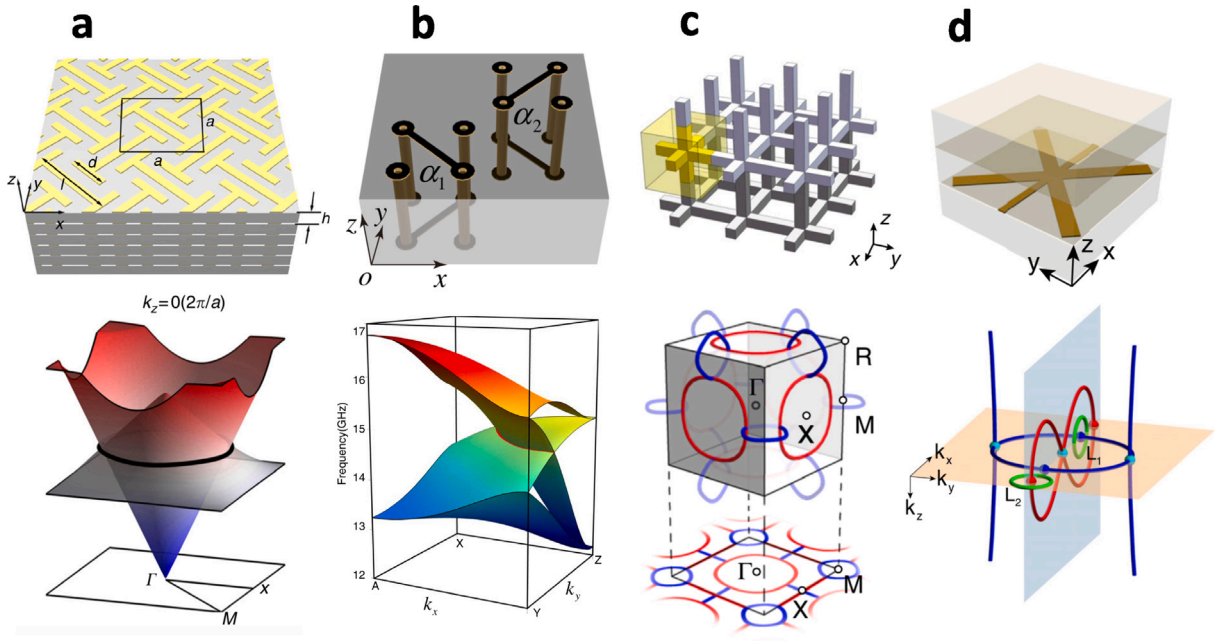 a
b
c
d
a
a
d
l
z
y
x
h
α1
α2
z
y
o
x
z
x
y
z
y
x
kz=0(2π/a)
Γ
x
M
17
16
15
14
13
12
Frequency(GHz)
A
X
Y
Z
kx
ky
R
Γ
M
X
Γ
M
X
kx
ky
kz
L1
L2